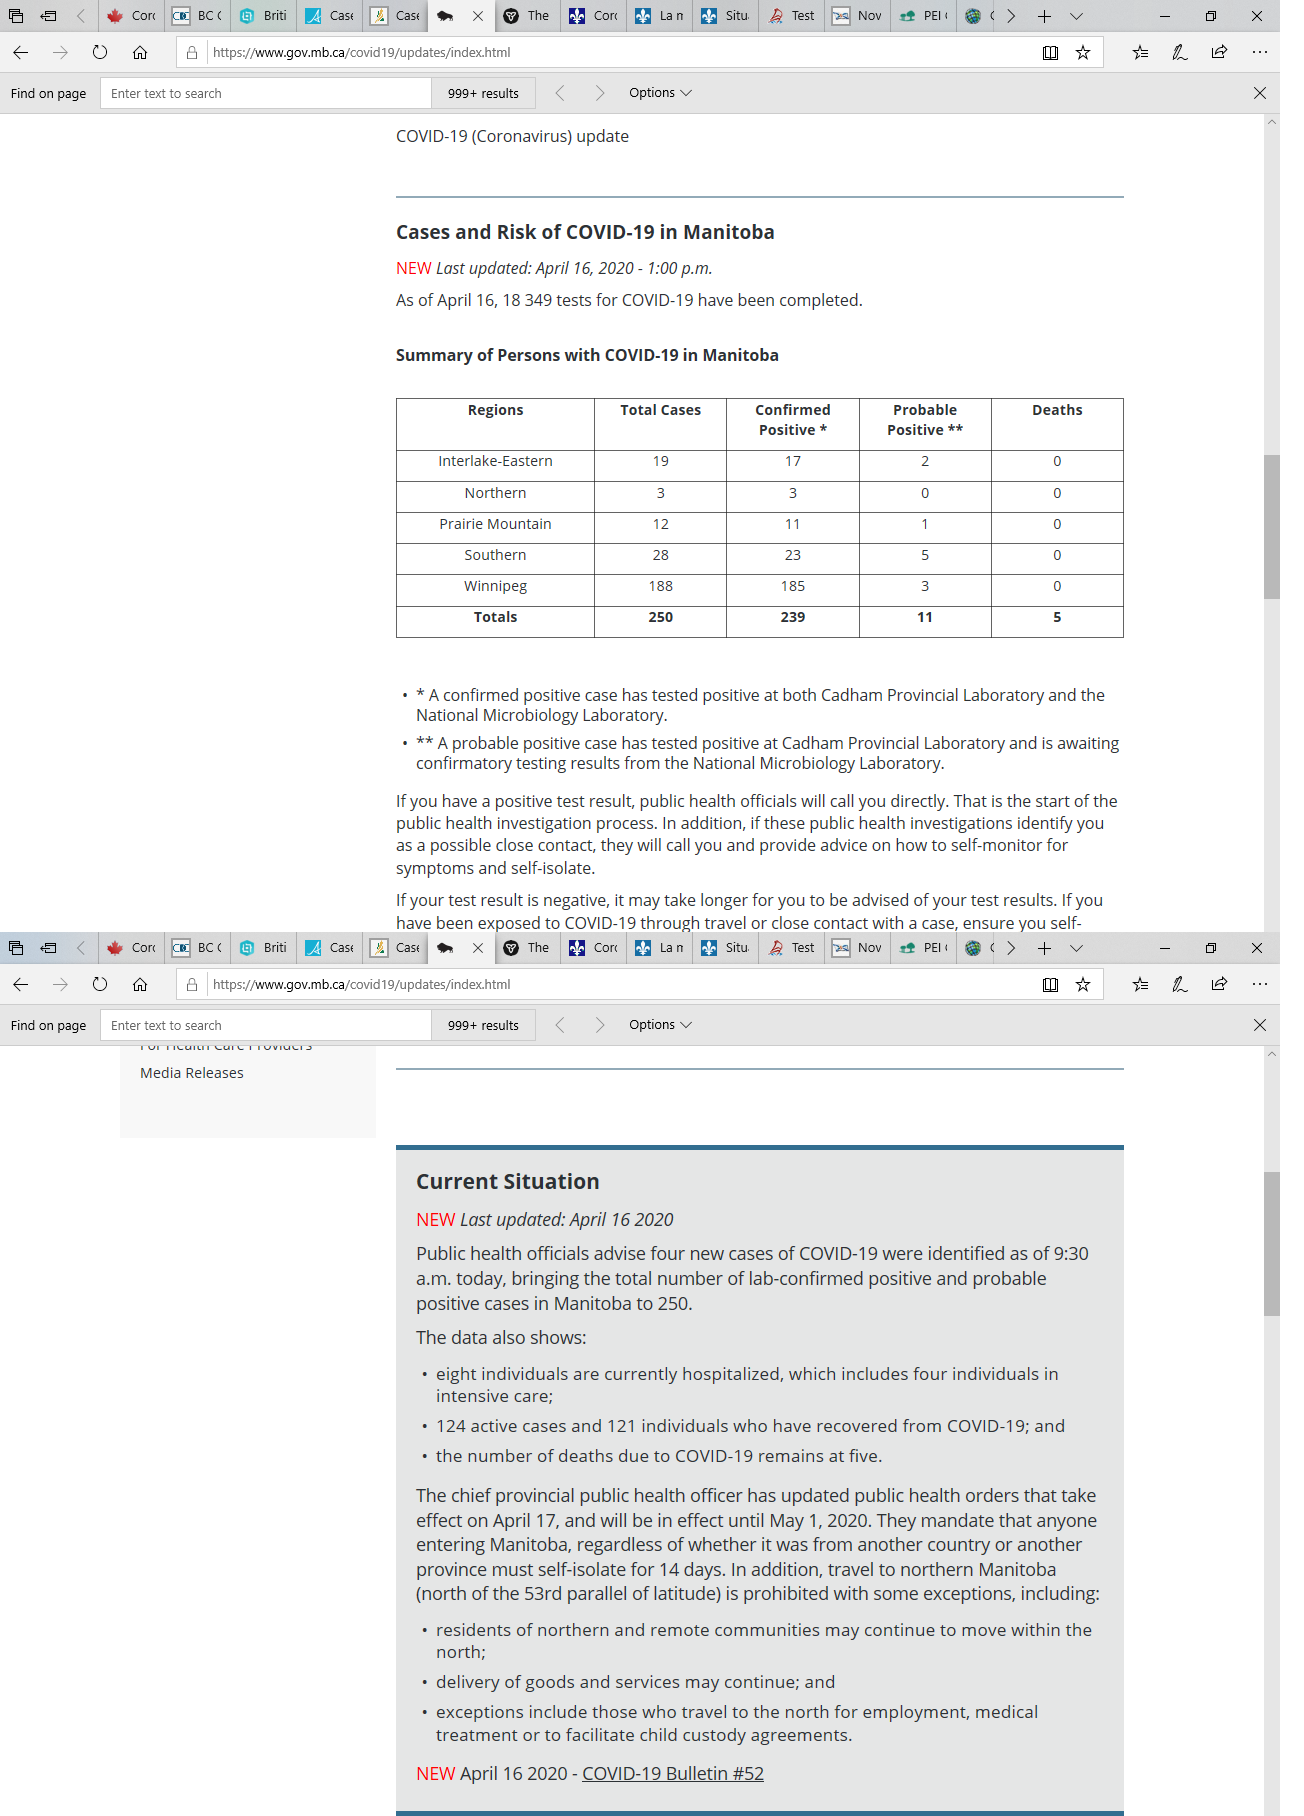 Cor BC Briti Case Case The Cor La n Situ Test Nov PEI
https://www.gov.mb.ca/covid19/updates/index.html
Find on page Enter text to search 999+ results Options
COVID-19 (Coronavirus) update
Cases and Risk of COVID-19 in Manitoba
NEW Last updated: April 16, 2020 - 1:00 p.m.
As of April 16, 18 349 tests for COVID-19 have been completed.
Summary of Persons with COVID-19 in Manitoba
Regions Total Cases Confirmed Positive * Probable Positive ** Deaths
Interlake-Eastern 19 17 2 0
Northern 3 3 0 0
Prairie Mountain 12 11 1 0
Southern 28 23 5 0
Winnipeg 188 185 3 0
Totals 250 239 11 5
• * A confirmed positive case has tested positive at both Cadham Provincial Laboratory and the
National Microbiology Laboratory.
• ** A probable positive case has tested positive at Cadham Provincial Laboratory and is awaiting
confirmatory testing results from the National Microbiology Laboratory.
If you have a positive test result, public health officials will call you directly. That is the start of the
public health investigation process. In addition, if these public health investigations identify you
as a possible close contact, they will call you and provide advice on how to self-monitor for
symptoms and self-isolate.
If your test result is negative, it may take longer for you to be advised of your test results. If you
have been exposed to COVID-19 through travel or close contact with a case, ensure you self-
Cor BC Briti Case Case The Cor La n Situ Test Nov PEI
https://www.gov.mb.ca/covid19/updates/index.html
Find on page Enter text to search 999+ results Options
For Health Care Providers
Media Releases
Current Situation
NEW Last updated: April 16 2020
Public health officials advise four new cases of COVID-19 were identified as of 9:30
a.m. today, bringing the total number of lab-confirmed positive and probable
positive cases in Manitoba to 250.
The data also shows:
• eight individuals are currently hospitalized, which includes four individuals in
intensive care;
• 124 active cases and 121 individuals who have recovered from COVID-19; and
• the number of deaths due to COVID-19 remains at five.
The chief provincial public health officer has updated public health orders that take
effect on April 17, and will be in effect until May 1, 2020. They mandate that anyone
entering Manitoba, regardless of whether it was from another country or another
province must self-isolate for 14 days. In addition, travel to northern Manitoba
(north of the 53rd parallel of latitude) is prohibited with some exceptions, including:
• residents of northern and remote communities may continue to move within the
north;
• delivery of goods and services may continue; and
• exceptions include those who travel to the north for employment, medical
treatment or to facilitate child custody agreements.
NEW April 16 2020 - COVID-19 Bulletin #52